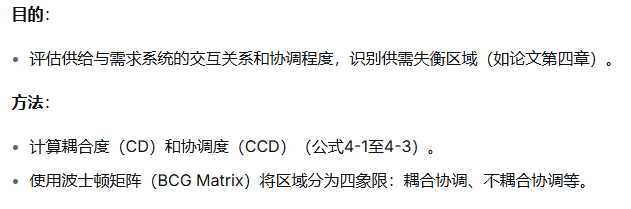 目的：
• 评估供给与需求系统的交互关系和协调程度，识别供需失衡区域（如论文第四章）。
方法：
• 计算耦合度（CD）和协调度（CCD）（公式4-1至4-3）。
• 使用波士顿矩阵（BCG Matrix）将区域分为四象限：耦合协调、不耦合协调等。